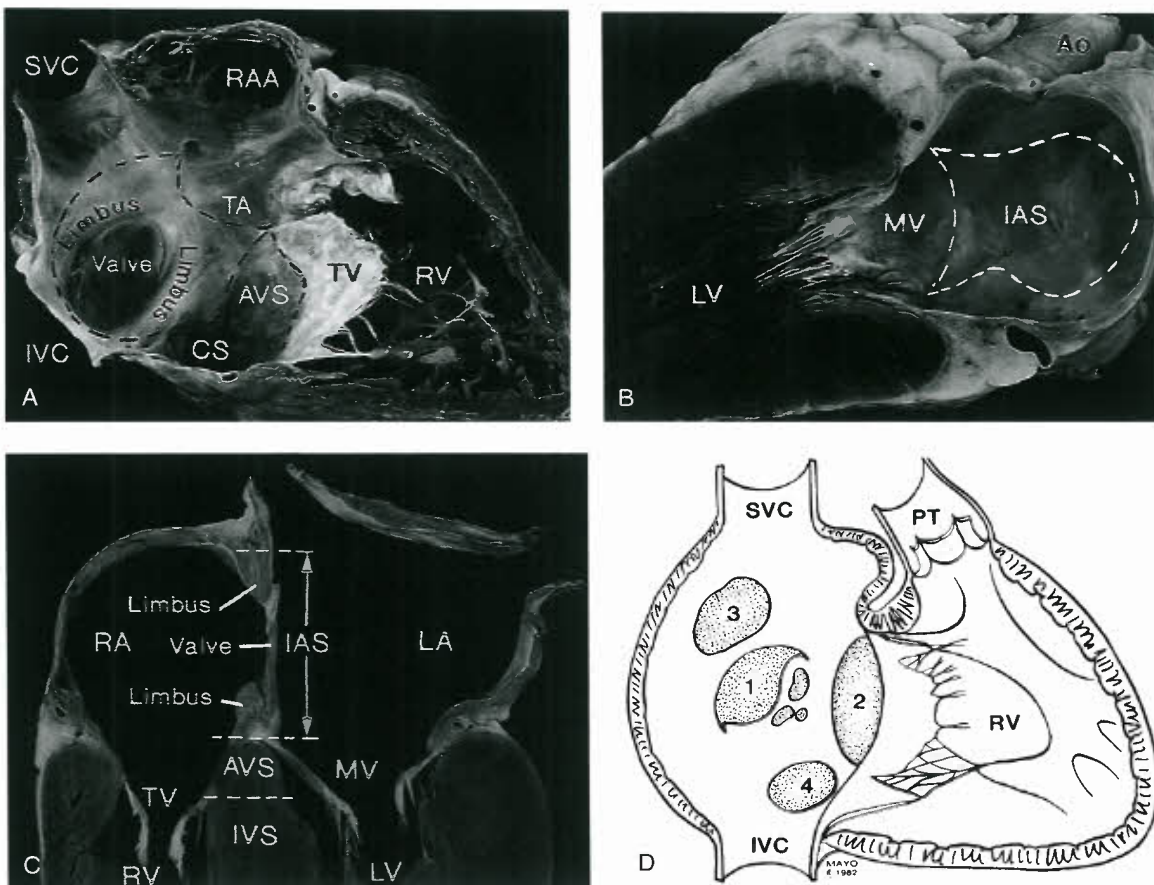 SVC
RAA
Limbus
TA
Valve
Limbus
TV
RV
AVS
IVC
CS
A
Ao
MV
IAS
LV
B
Limbus
RA
Valve
IAS
LA
Limbus
AVS
MV
TV
IVS
C
RV
LV
SVC
PT
3
1
2
RV
4
IVC
D
MAYO
© 1982